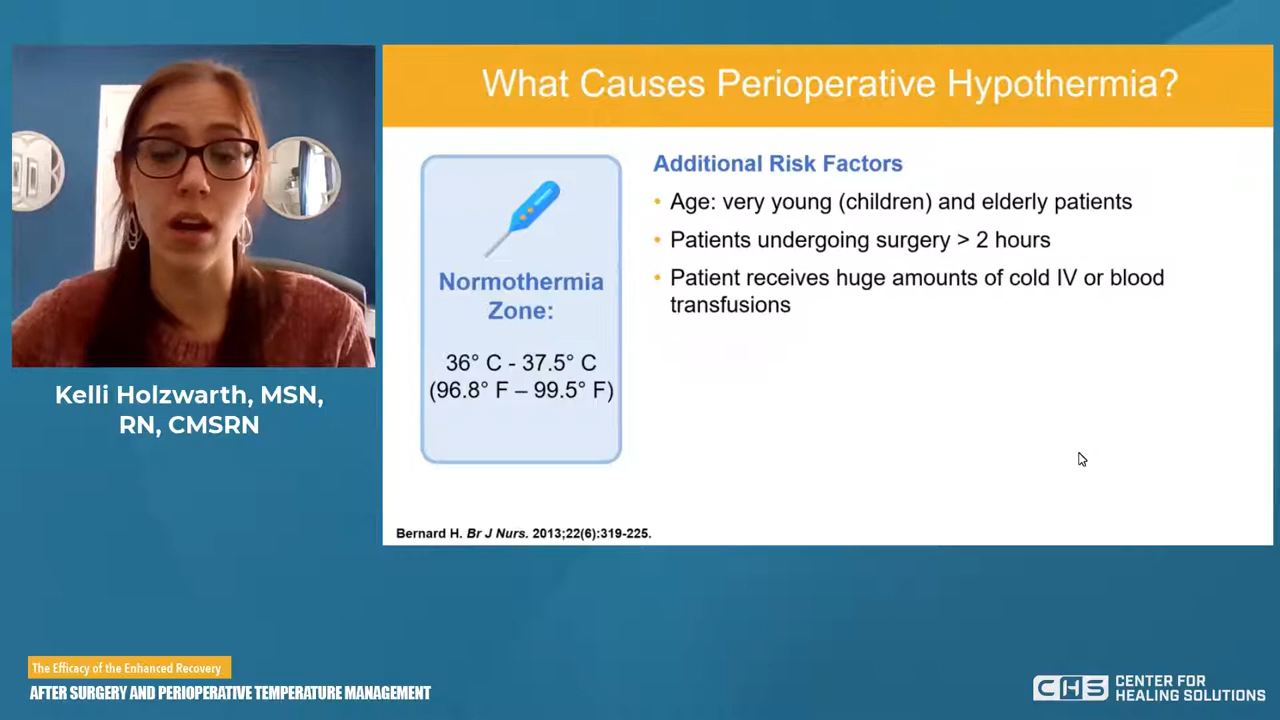 What Causes Perioperative Hypothermia?
Normothermia
Zone:
36° C - 37.5° C
(96.8° F – 99.5° F)
Additional Risk Factors
• Age: very young (children) and elderly patients
• Patients undergoing surgery > 2 hours
• Patient receives huge amounts of cold IV or blood
transfusions
Bernard H. Br J Nurs. 2013;22(6):319-225.
Kelli Holzwarth, MSN,
RN, CMSRN
The Efficacy of the Enhanced Recovery
AFTER SURGERY AND PERIOPERATIVE TEMPERATURE MANAGEMENT
CHS CENTER FOR
HEALING SOLUTIONS